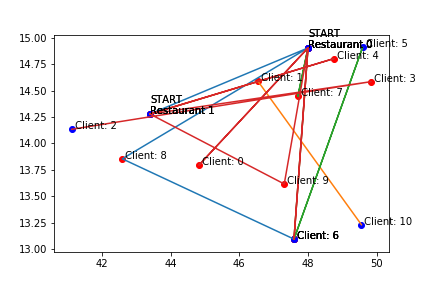 START
Restaurant 0
Client: 5
Client: 4
Client: 1
Client: 3
Client: 7
START
Restaurant 1
Client: 2
Client: 8
Client: 0
Client: 9
Client: 10
Client: 6
15.00
14.75
14.50
14.25
14.00
13.75
13.50
13.25
13.00
42
44
46
48
50